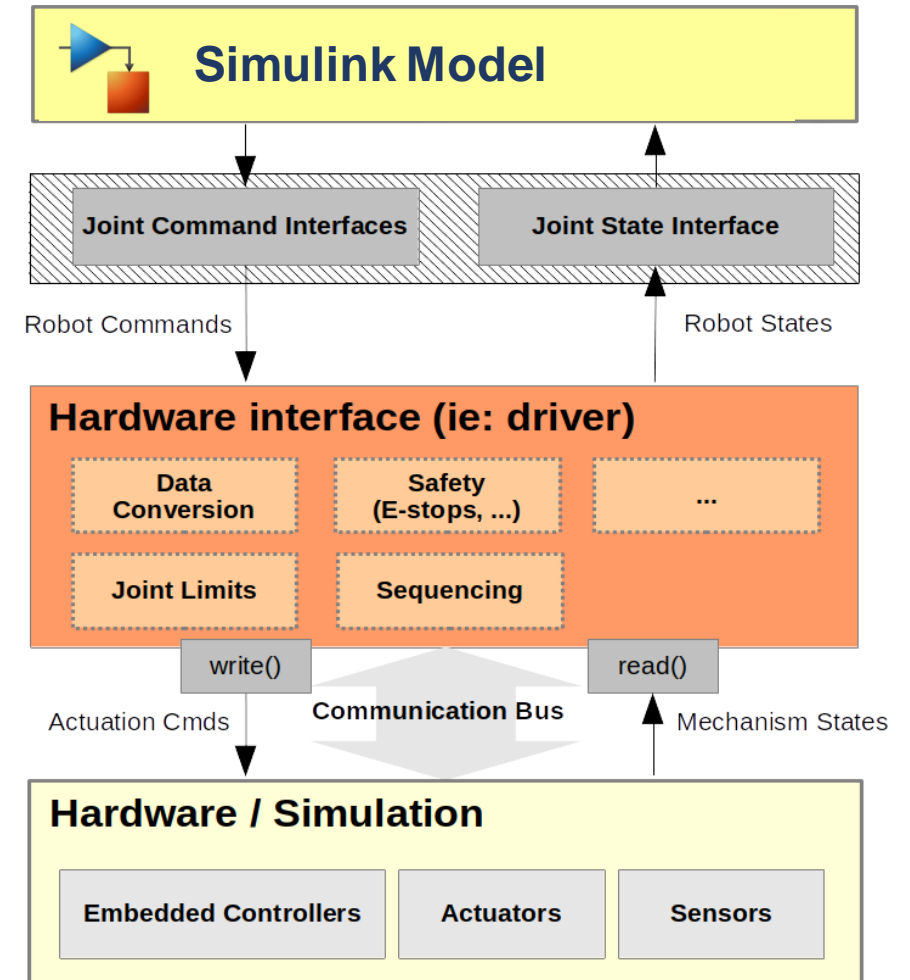 Simulink Model
Joint Command Interfaces
Joint State Interface
Robot Commands
Robot States
Hardware interface (ie: driver)
Data
Conversion
Safety
(E-stops, ...)
...
Joint Limits
Sequencing
write()
read()
Actuation Cmds
Communication Bus
Mechanism States
Hardware / Simulation
Embedded Controllers
Actuators
Sensors